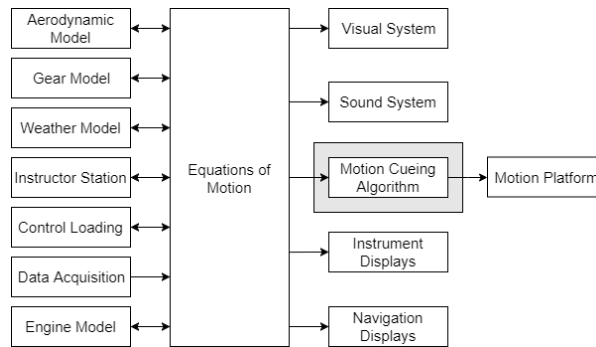 Aerodynamic
Model
Gear Model
Weather Model
Instructor Station
Control Loading
Data Acquisition
Engine Model
Equations of
Motion
Visual System
Sound System
Motion Cueing
Algorithm
Motion Platform
Instrument
Displays
Navigation
Displays